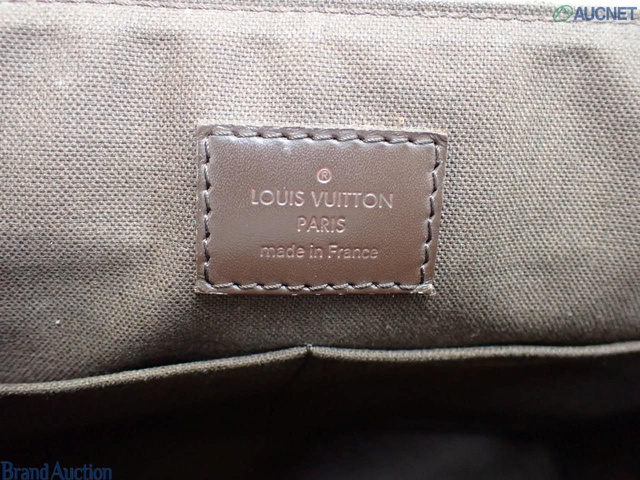 AUCNET
®
LOUIS VUITTON
PARIS
made in France
Brand Auction